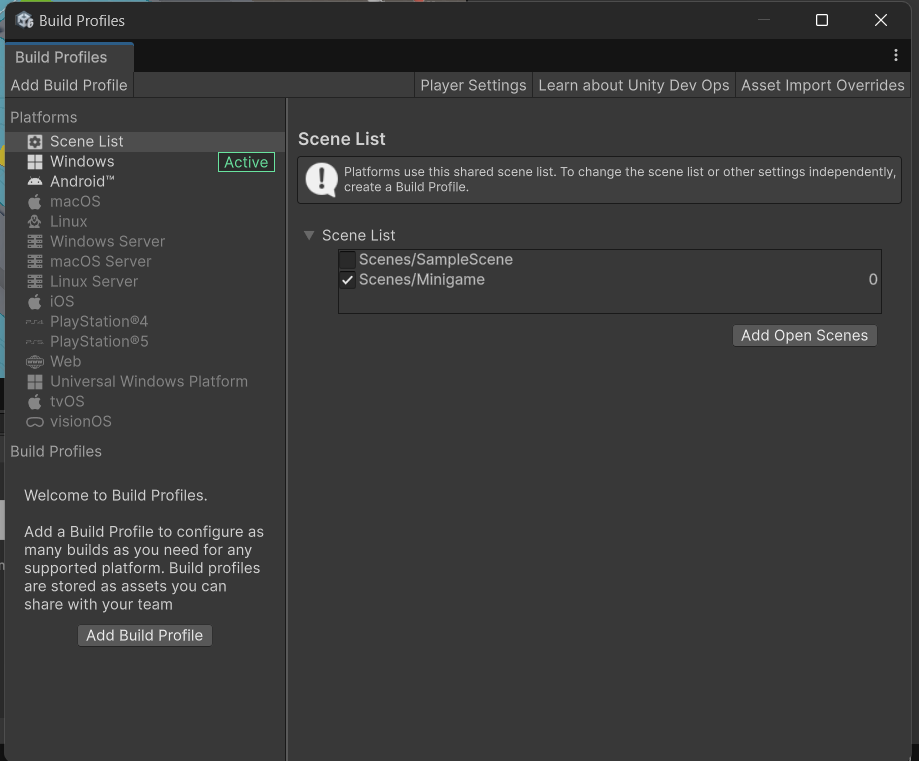 Build Profiles
Build Profiles
Add Build Profile
Player Settings
Learn about Unity Dev Ops
Asset Import Overrides
Platforms
Scene List
Windows
Active
Android™
macOS
Linux
Windows Server
macOS Server
Linux Server
iOS
PlayStation®4
PlayStation®5
Web
Universal Windows Platform
tvOS
visionOS
Build Profiles
Welcome to Build Profiles.
Add a Build Profile to configure as
many builds as you need for any
supported platform. Build profiles
are stored as assets you can
share with your team
Add Build Profile
Scene List
Platforms use this shared scene list. To change the scene list or other settings independently,
create a Build Profile.
Scene List
Scenes/SampleScene
Scenes/Minigame 0
Add Open Scenes